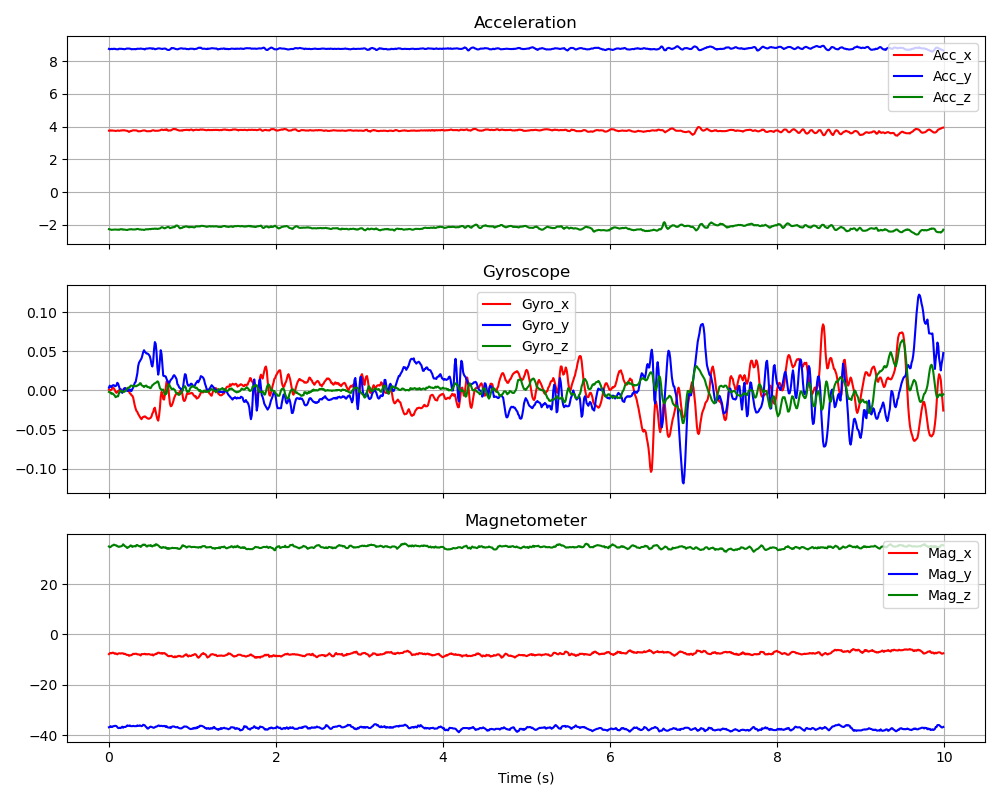 Acceleration
8
6
4
2
0
−2
Acc_x
Acc_y
Acc_z
Gyroscope
0.10
0.05
0.00
−0.05
−0.10
Gyro_x
Gyro_y
Gyro_z
Magnetometer
20
0
−20
−40
Mag_x
Mag_y
Mag_z
0 2 4 6 8 10
Time (s)